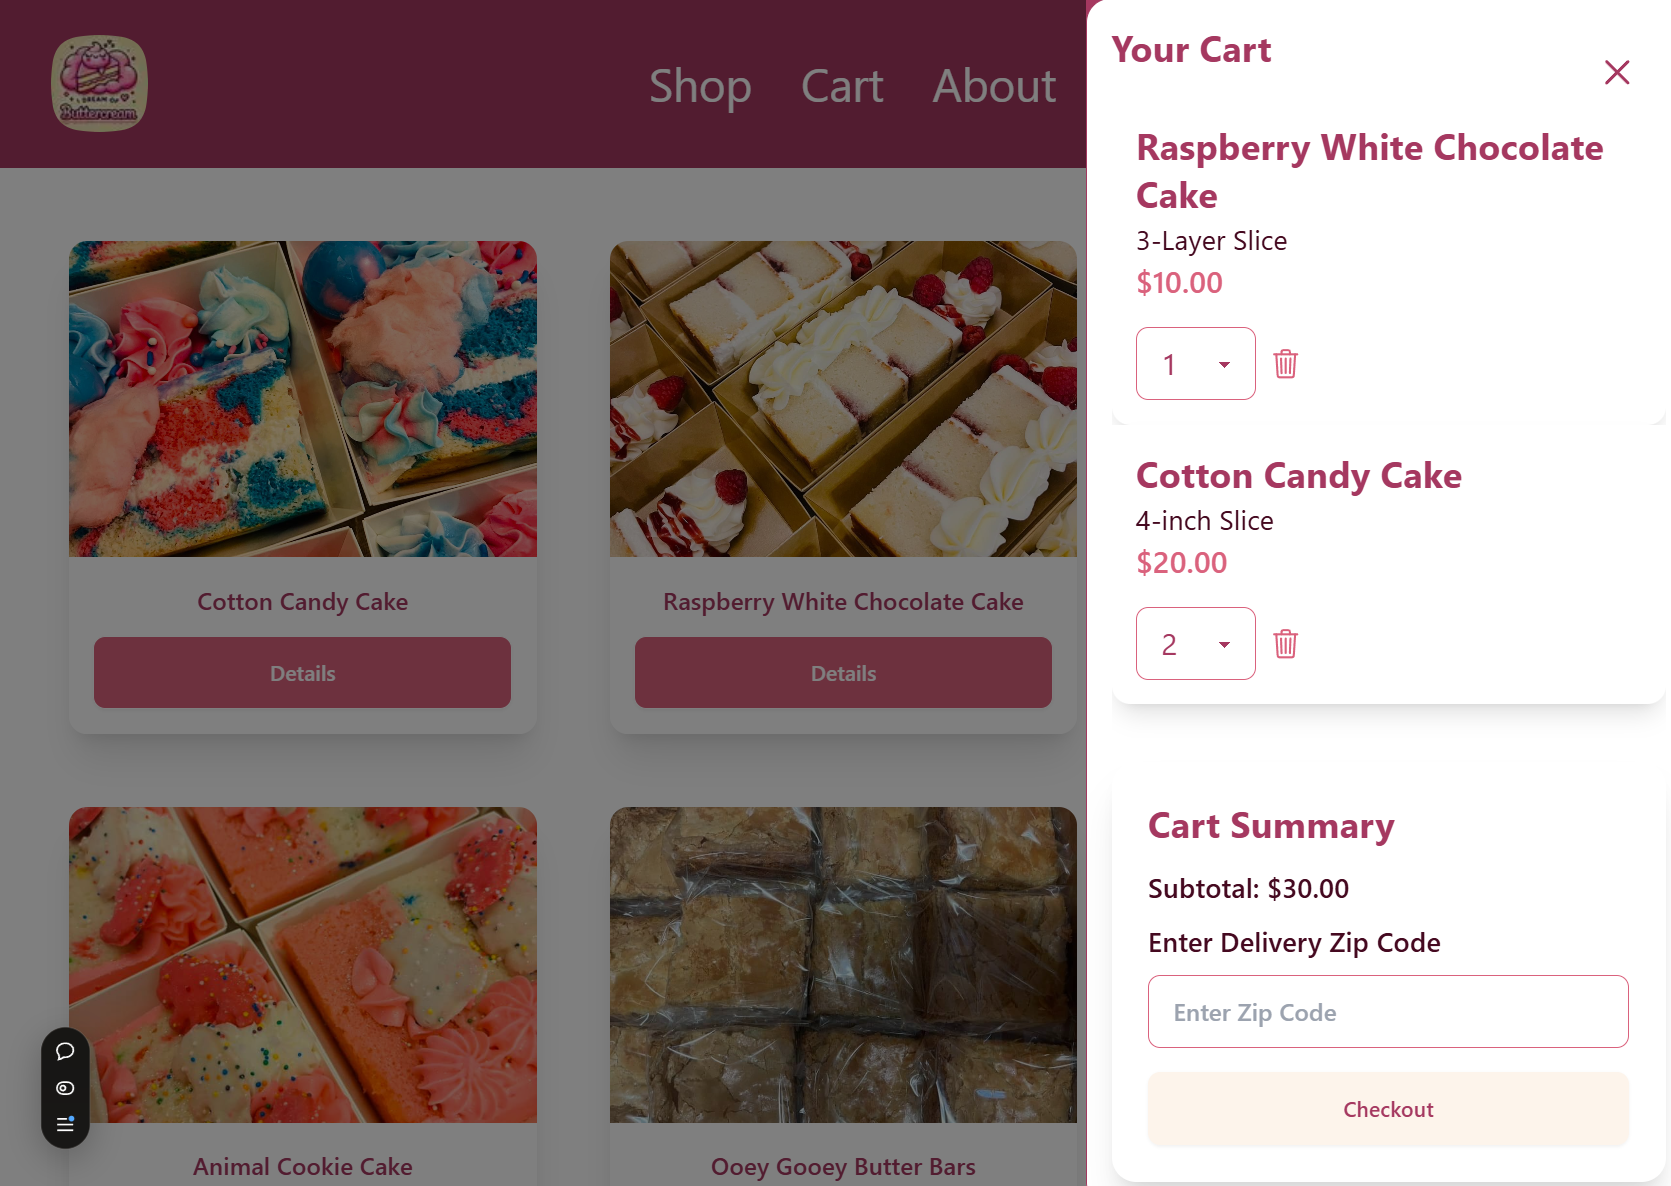 I DREAM OF
Buttercream
Shop
Cart
About
Cotton Candy Cake
Details
Raspberry White Chocolate Cake
Details
Animal Cookie Cake
Ooey Gooey Butter Bars
Your Cart
Raspberry White Chocolate
Cake
3-Layer Slice
$10.00
1
Cotton Candy Cake
4-inch Slice
$20.00
2
Cart Summary
Subtotal: $30.00
Enter Delivery Zip Code
Enter Zip Code
Checkout